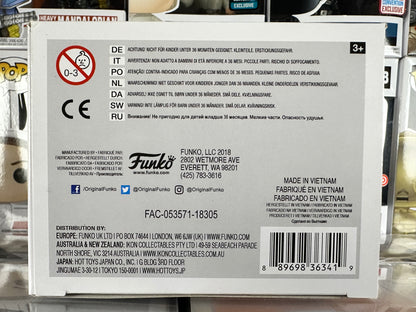 HEAVY MANDALORIAN
POP
0-3
DE ACHTUNG! NICHT FÜR KINDER UNTER 36 MONATEN GEEIGNET, KLEINTEILE, ERSTICKUNGSGEFAHR.
IT AVVERTENZA! NON ADATTO A BAMBINI DI ETÀ INFERIORE A 36 MESI. PICCOLE PARTI. RISCHIO DI SOFFOCAMENTO.
PO ATENÇÃO! CONTRA-INDICADO PARA CRIANÇAS COM MENOS DE 36 MESES, PEQUENAS PARTES, RISCO DE ASFIXIA.
NL WAARSCHUWING! NIET GESCHIKT VOOR KINDEREN JONGER DAN 36 MAANDEN, KLEINE ONDERDELEN, VERSTIKKINGSGEVAAR.
DA ADVARSEL! IKKE EGNET TIL BØRN UNDER 36 MÅNEDER, SMÅ DELE. KVÆLNINGSFARE.
SW VARNING! INTE LÄMPLIG FÖR BARN UNDER 36 MÅNADER. SMÅ DELAR. KVÄVNINGSRISK.
RU Внимание! Не пригодно для детей младше 36 месяцев. Мелкие части. Опасность удушья.
3+
CE
MANUFACTURED BY • FABRIQUÉ PAR
FABRICADO POR • HERGESTELLT DURCH
FABBRICATO DA • FABRICADO POR
VERVAARDIGD DOOR • FREMSTILLET AF
TILLVERKAD AV • Производитель
Funko
FUNKO, LLC 2018
2802 WETMORE AVE
EVERETT, WA 98201
(425) 783-3616
/OriginalFunko @OriginalFunko @OriginalFunko
MADE IN VIETNAM
FABRIQUÉ EN VIETNAM
FABRICADO EN VIETNAM
FAC-053571-18305
DISTRIBUTION BY:
EUROPE: FUNKO UK LTD | PO BOX 74644 | LONDON, WE 6JW (UK) | WWW.FUNKO.COM
AUSTRALIA & NEW ZEALAND: IKON COLLECTABLES PTY LTD | 49-59 SEABEACH PARADE
NORTH SHORE, VIC 3214 AUSTRALIA | WWW.IKONCOLLECTABLES.COM.AU
JAPAN: HOT TOYS JAPAN CO., INC. | G BLDG 3RD FLOOR
JINGUMAE 3-30-12 | TOKYO 150-0001 | WWW.HOTTOYS.JP
8 89698 36341 9